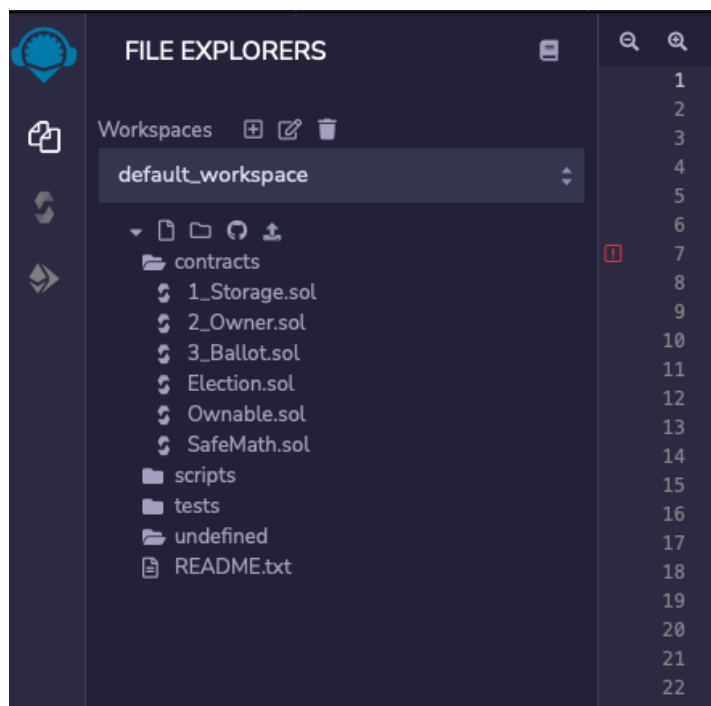 FILE EXPLORERS
Workspaces
default_workspace
contracts
1_Storage.sol
2_Owner.sol
3_Ballot.sol
Election.sol
Ownable.sol
SafeMath.sol
scripts
tests
undefined
README.txt
1
2
3
4
5
6
7
8
9
10
11
12
13
14
15
16
17
18
19
20
21
22